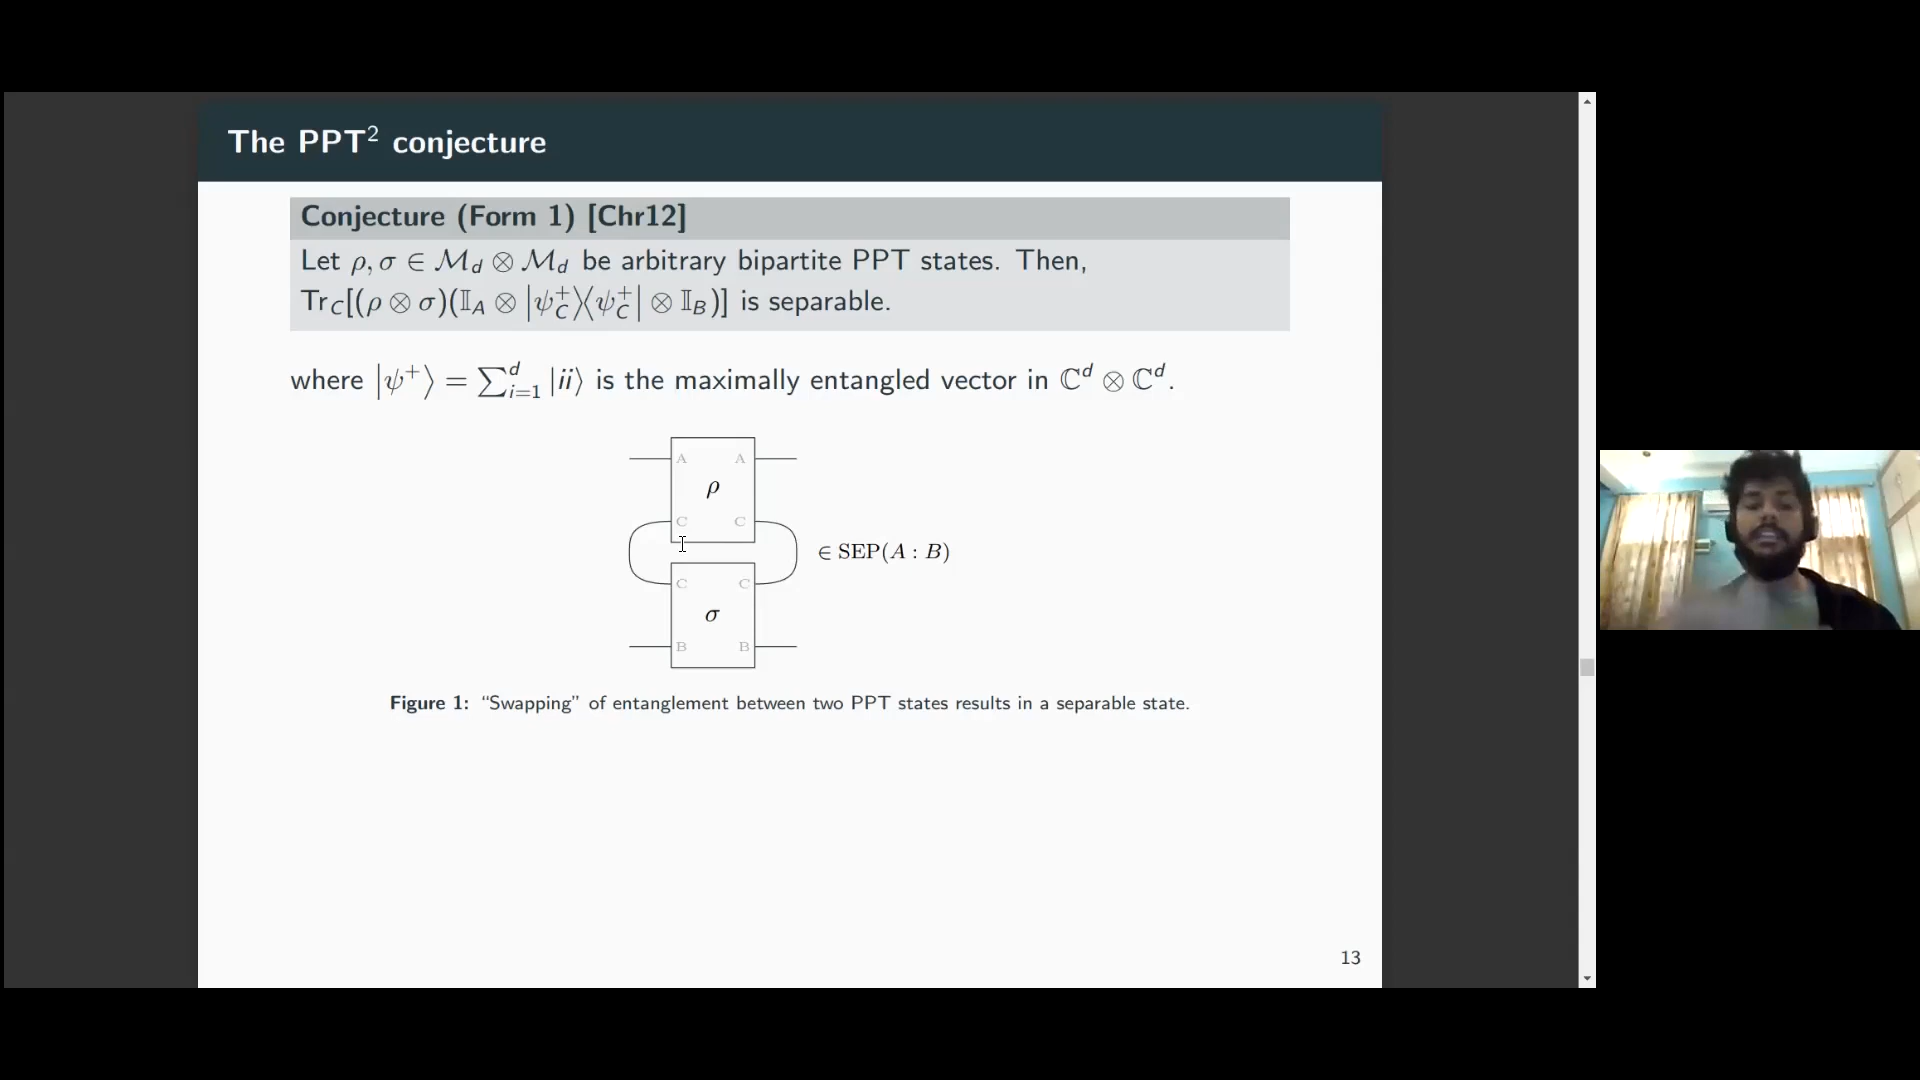 The PPT² conjecture
Conjecture (Form 1) [Chr12]
Let ρ, σ ∈ ℳ_d ⊗ ℳ_d be arbitrary bipartite PPT states. Then,
Tr_C[(ρ ⊗ σ)(𝕀_A ⊗ |ψ_C^+⟩⟨ψ_C^+| ⊗ 𝕀_B)] is separable.
where |ψ^+⟩ = ∑_{i=1}^d |ii⟩ is the maximally entangled vector in ℂ^d ⊗ ℂ^d.
A A
ρ
C C
∈ SEP(A : B)
C C
σ
B B
Figure 1: “Swapping” of entanglement between two PPT states results in a separable state.
13